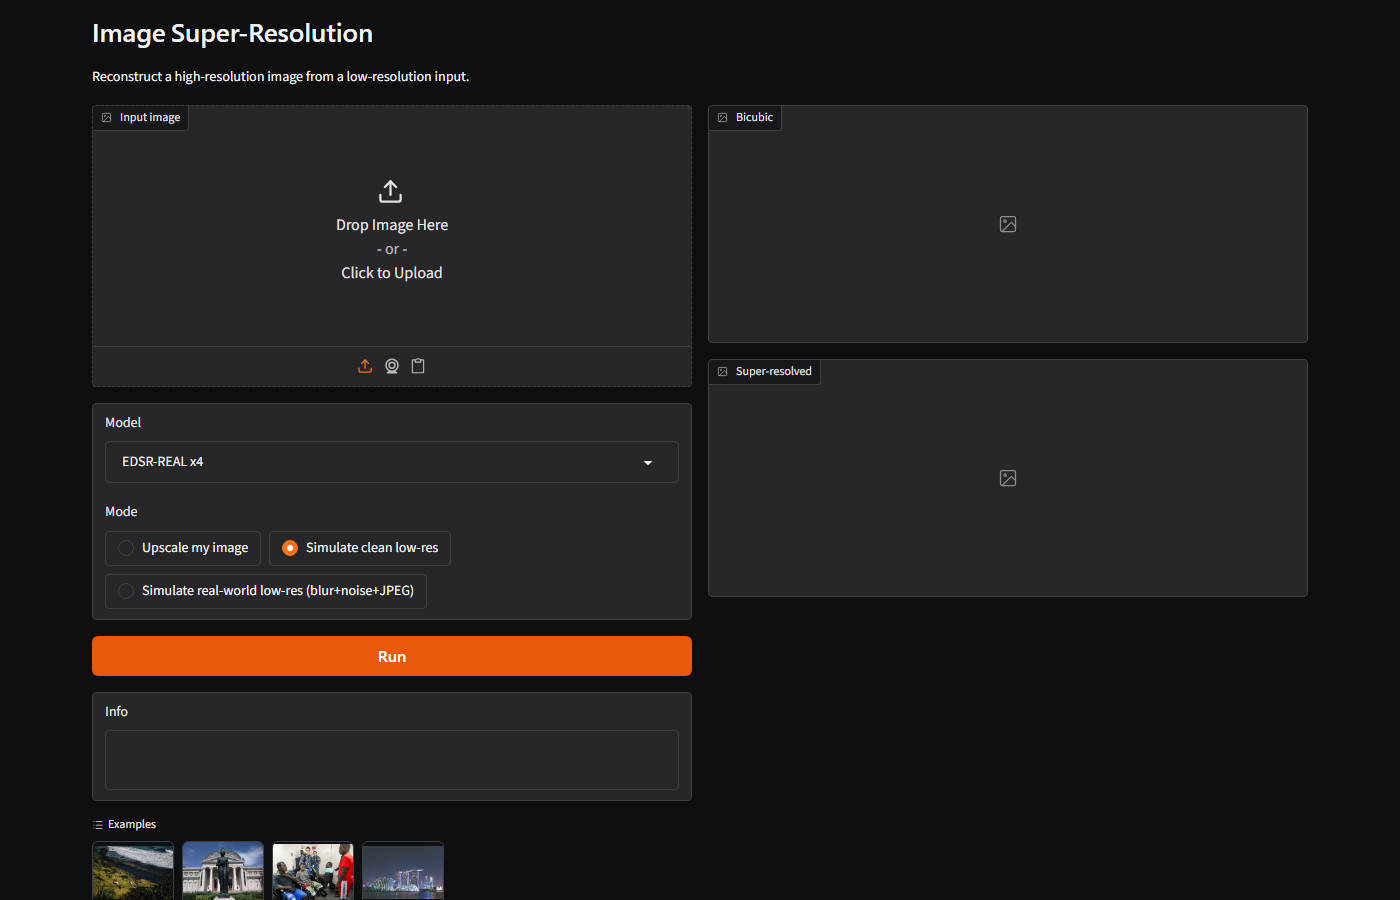 Image Super-Resolution
Reconstruct a high-resolution image from a low-resolution input.
Input image
Drop Image Here
- or -
Click to Upload
Model
EDSR-REAL x4
Mode
Upscale my image
Simulate clean low-res
Simulate real-world low-res (blur+noise+JPEG)
Run
Info
Examples
Bicubic
Super-resolved